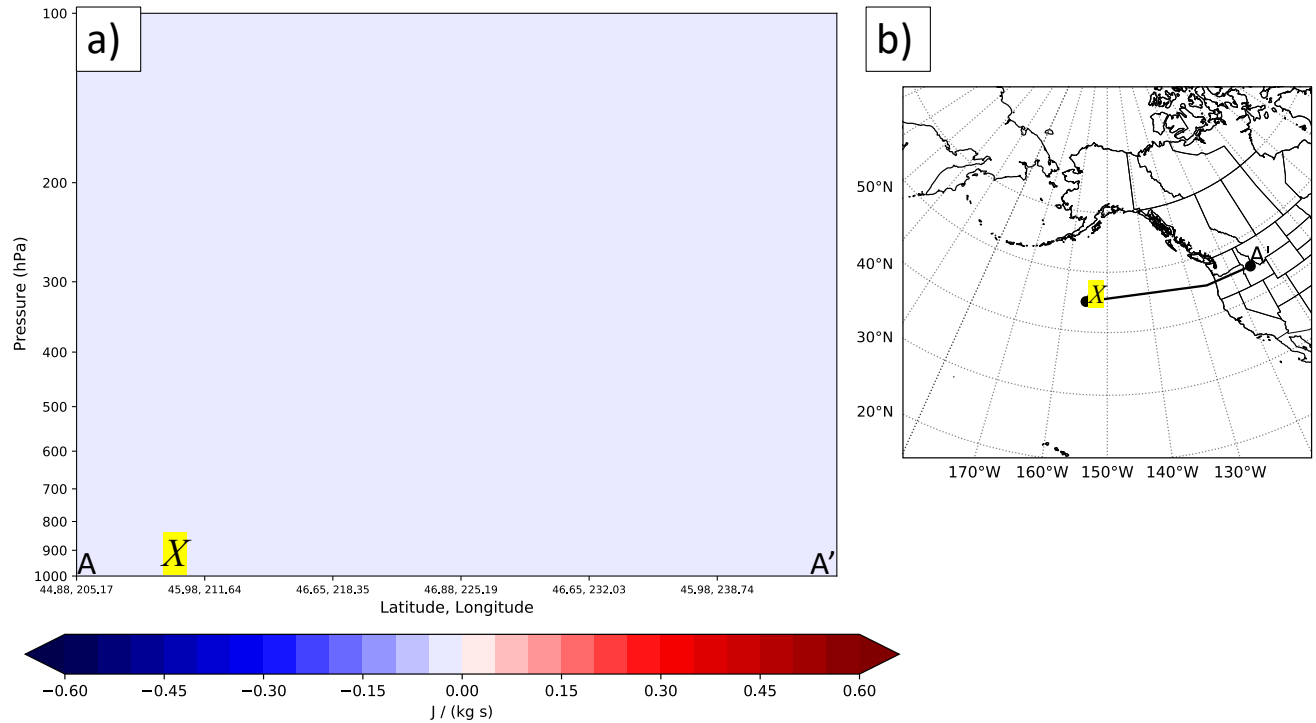 a)
100
200
300
400
500
600
700
800
900
1000
Pressure (hPa)
A
X
A’
44.88, 205.17
45.98, 211.64
46.65, 218.35
46.88, 225.19
46.65, 232.03
45.98, 238.74
Latitude, Longitude
−0.60
−0.45
−0.30
−0.15
0.00
0.15
0.30
0.45
0.60
J / (kg s)
b)
50°N
40°N
30°N
20°N
X
A'
170°W
160°W
150°W
140°W
130°W